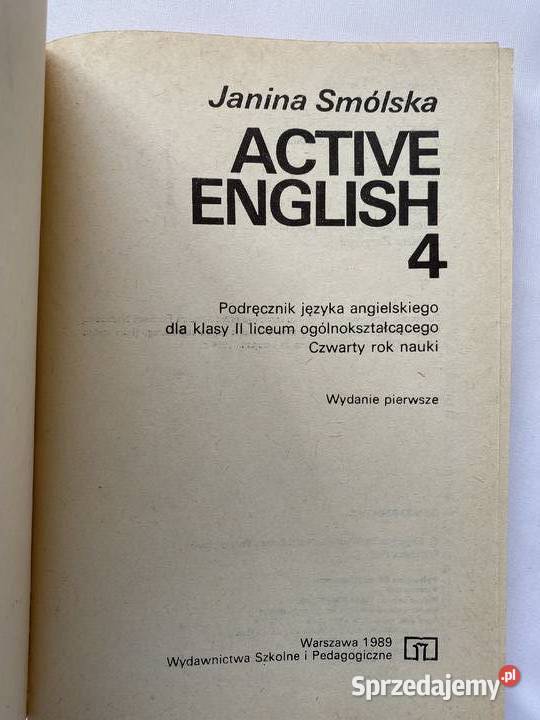 Janina Smólska
ACTIVE
ENGLISH
4
Podręcznik języka angielskiego
dla klasy II liceum ogólnokształcącego
Czwarty rok nauki
Wydanie pierwsze
Warszawa 1989
Wydawnictwa Szkolne i Pedagogiczne
Sprzedajemy.pl